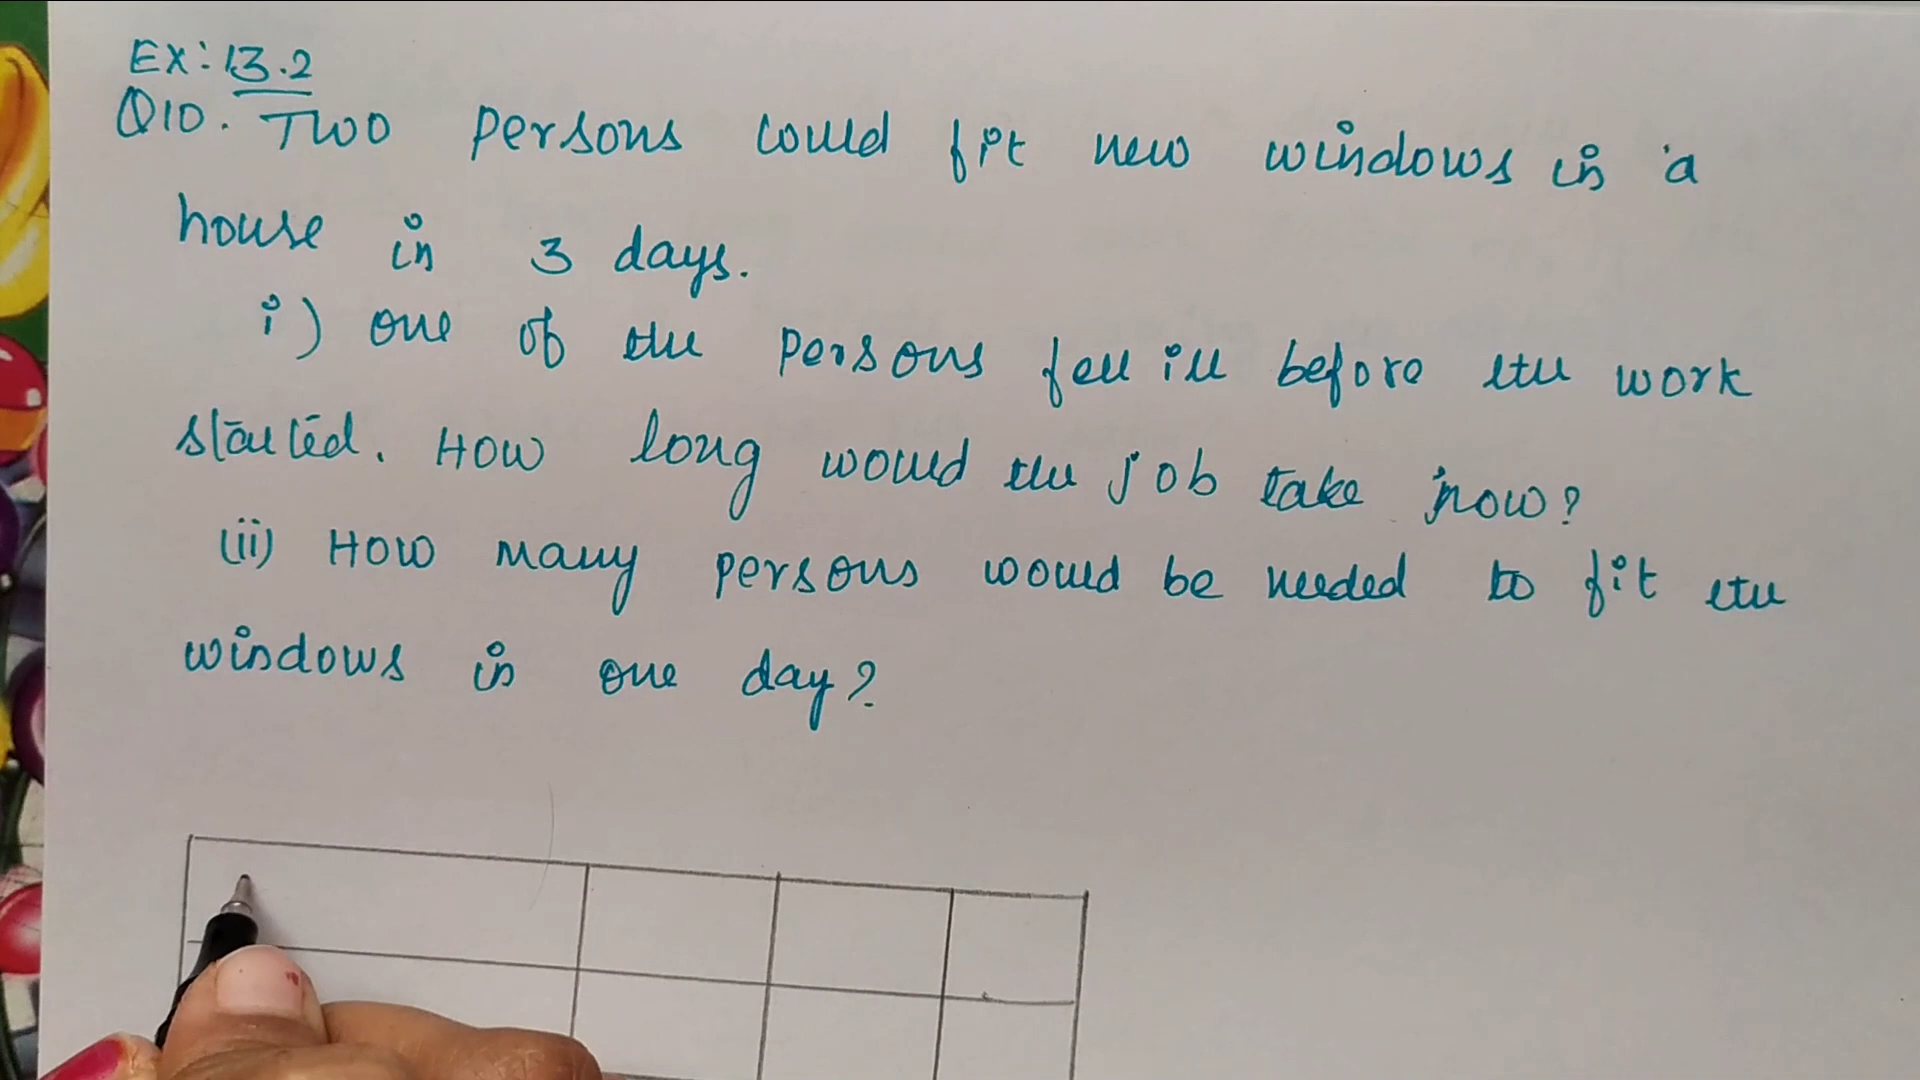 Ex: 13.2
Q10. Two persons could fit new windows in a
house in 3 days.
i) one of the persons fell ill before the work
started. How long would the job take now?
(ii) How many persons would be needed to fit the
windows in one day?